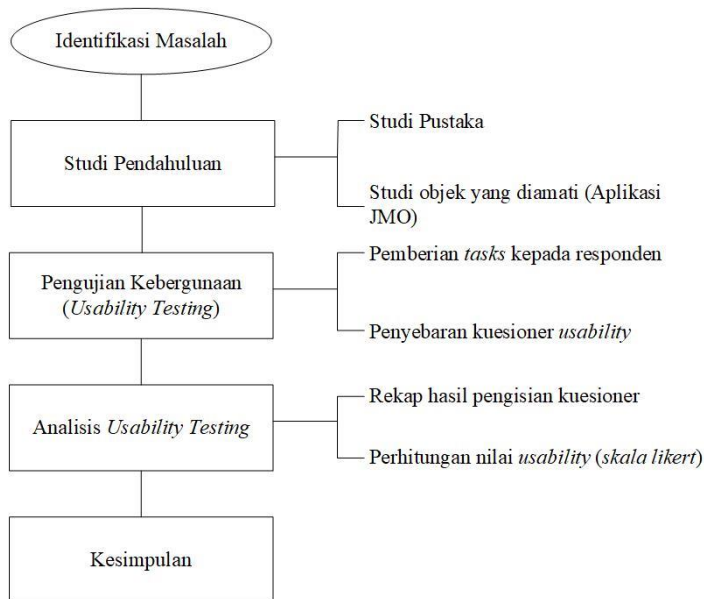 Identifikasi Masalah
Studi Pendahuluan
Studi Pustaka
Studi objek yang diamati (Aplikasi
JMO)
Pengujian Kebergunaan
(Usability Testing)
Pemberian tasks kepada responden
Penyebaran kuesioner usability
Analisis Usability Testing
Rekap hasil pengisian kuesioner
Perhitungan nilai usability (skala likert)
Kesimpulan